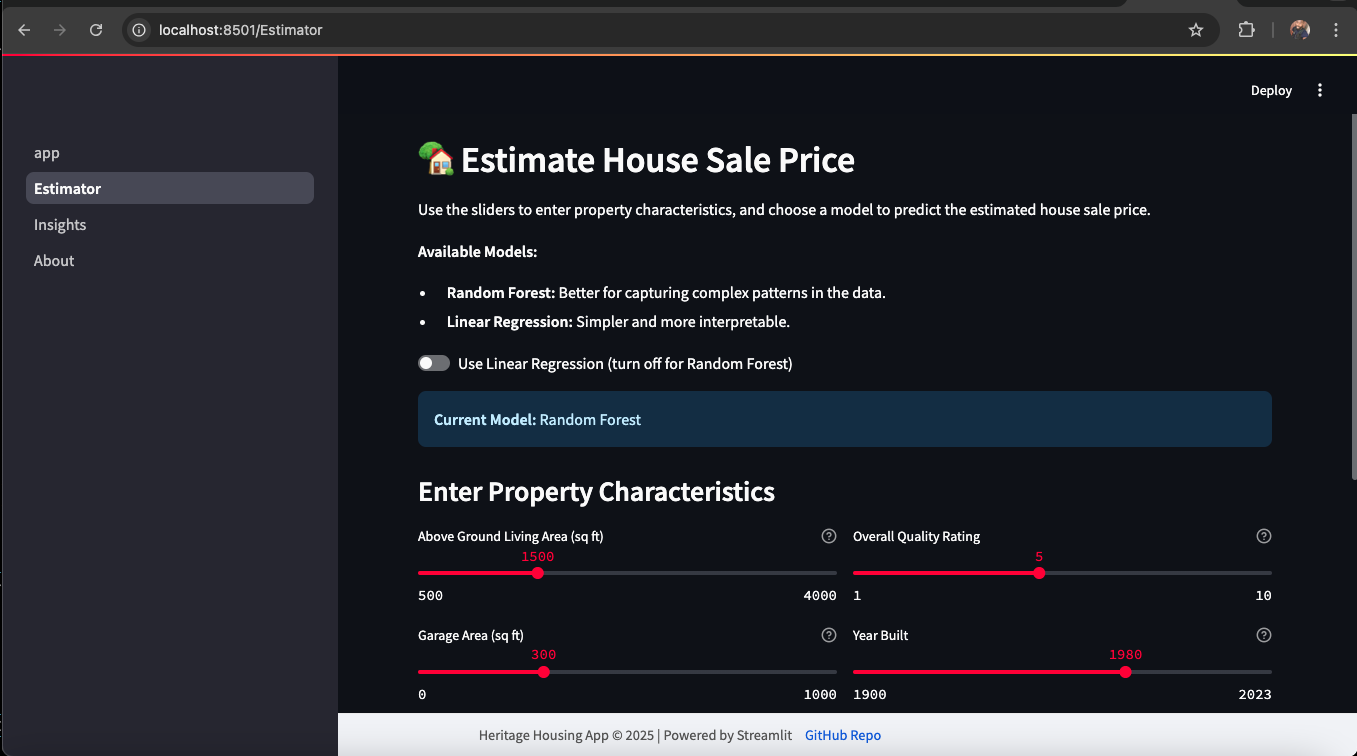 localhost:8501/Estimator
Deploy
app
Estimator
Insights
About
Estimate House Sale Price
Use the sliders to enter property characteristics, and choose a model to predict the estimated house sale price.
Available Models:
• Random Forest: Better for capturing complex patterns in the data.
• Linear Regression: Simpler and more interpretable.
Use Linear Regression (turn off for Random Forest)
Current Model: Random Forest
Enter Property Characteristics
Above Ground Living Area (sq ft)
1500
500 4000
Overall Quality Rating
5
1 10
Garage Area (sq ft)
300
0 1000
Year Built
1980
1900 2023
Heritage Housing App © 2025 | Powered by Streamlit GitHub Repo